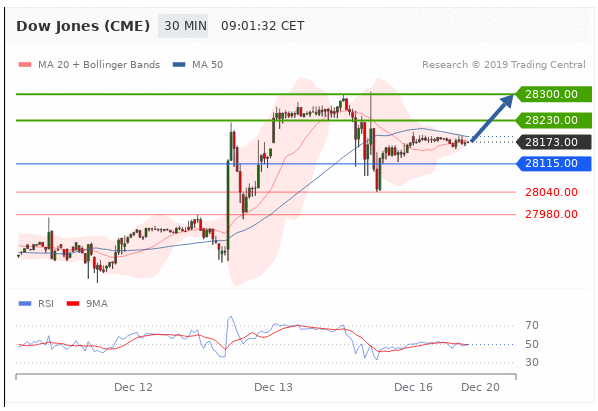 Dow Jones (CME) 30 MIN 09:01:32 CET
MA 20 + Bollinger Bands MA 50 Research © 2019 Trading Central
28300.00
28230.00
28173.00
28115.00
28040.00
27980.00
RSI 9MA
70
50
30
Dec 12 Dec 13 Dec 16 Dec 20